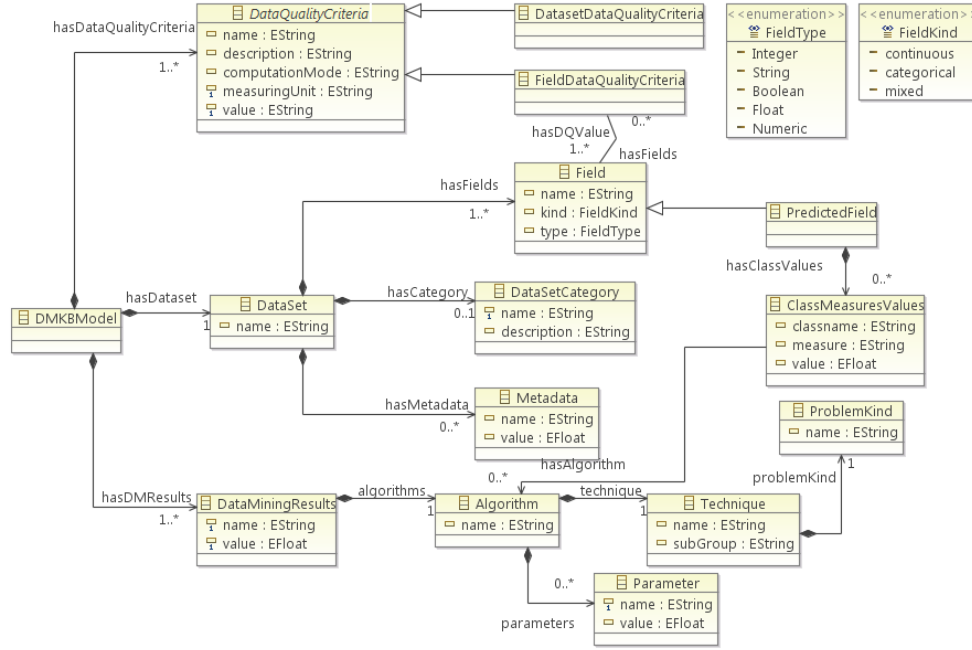 DataQualityCriteria
name : EString
description : EString
computationMode : EString
measuringUnit : EString
value : EString
hasDataQualityCriteria
1..*
DatasetDataQualityCriteria
FieldDataQualityCriteria
0..*
hasDQValue
1..*
hasFields
<<enumeration>>
FieldType
Integer
String
Boolean
Float
Numeric
<<enumeration>>
FieldKind
continuous
categorical
mixed
Field
name : EString
kind : FieldKind
type : FieldType
hasFields
1..*
PredictedField
hasClassValues
0..*
DMKBModel
hasDataset
1
DataSet
name : EString
hasCategory
0..1
DataSetCategory
name : EString
description : EString
ClassMeasuresValues
classname : EString
measure : EString
value : EFloat
hasMetadata
0..*
Metadata
name : EString
value : EFloat
ProblemKind
name : EString
1
problemKind
hasAlgorithm
0..*
hasDMResults
1..*
DataMiningResults
name : EString
value : EFloat
algorithms
1
Algorithm
name : EString
technique
1
Technique
name : EString
subGroup : EString
0..*
parameters
Parameter
name : EString
value : EFloat